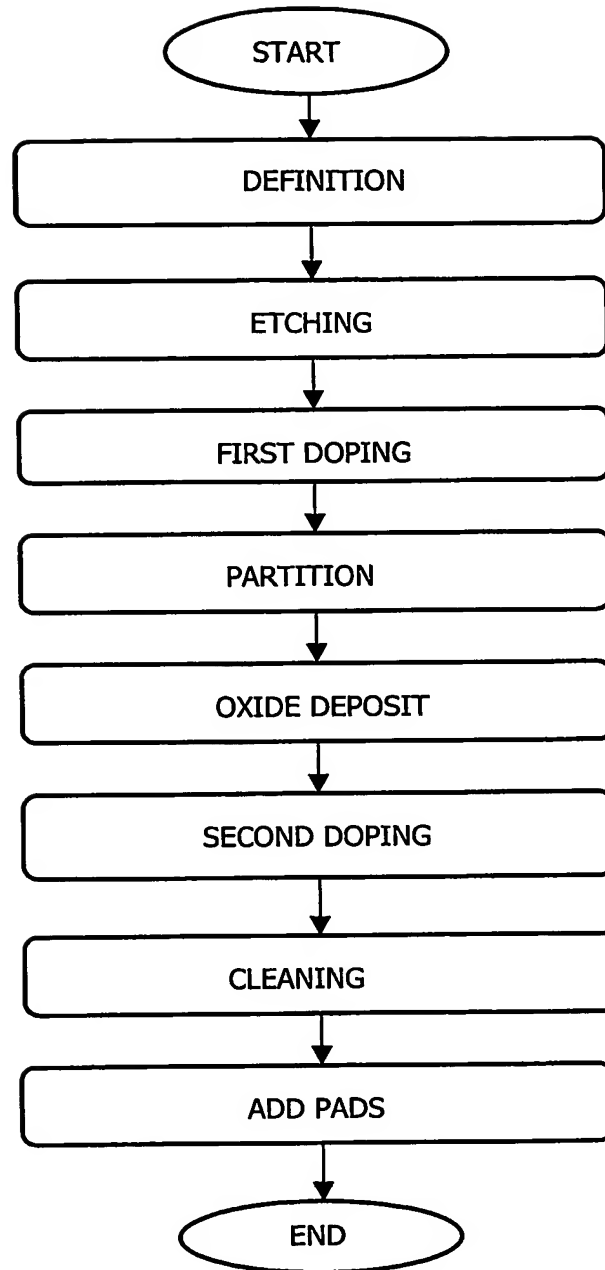 START
DEFINITION
ETCHING
FIRST DOPING
PARTITION
OXIDE DEPOSIT
SECOND DOPING
CLEANING
ADD PADS
END